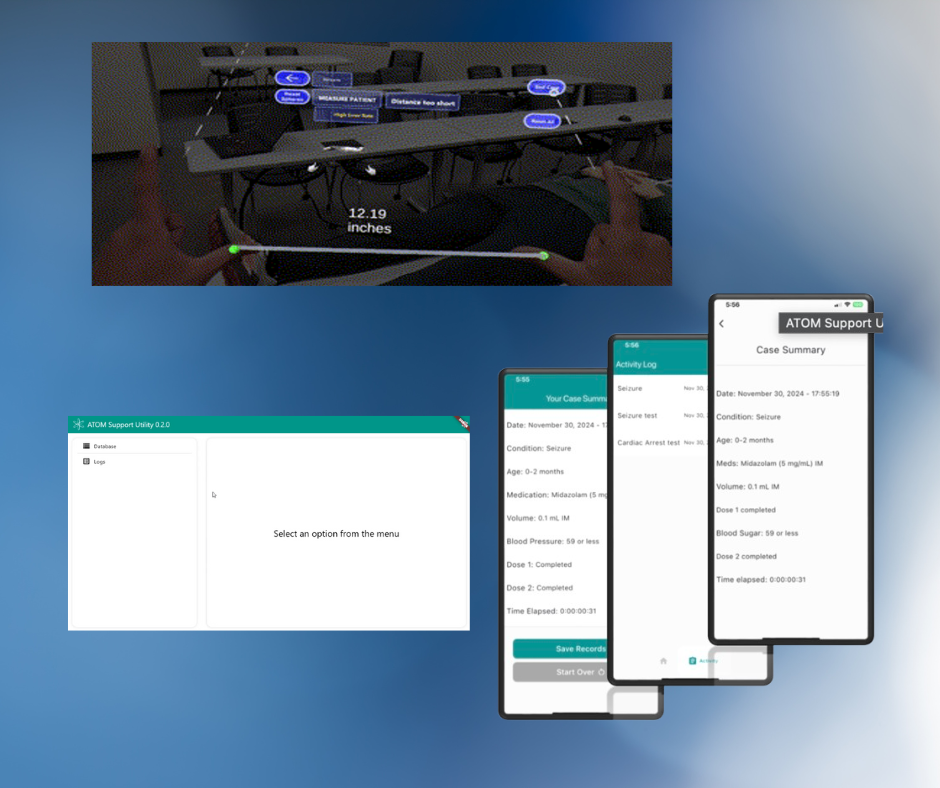 MEASURE PATIENT
Distance too short
High Error Rate
End Case
Reset All
12.19
inches
ATOM Support Utility 0.2.0
Database
Logs
Select an option from the menu
5:55
Your Case Summ
Date: November 30, 2024 - 1
Condition: Seizure
Age: 0-2 months
Medication: Midazolam (5 mg
Volume: 0.1 mL IM
Blood Pressure: 59 or less
Dose 1: Completed
Dose 2: Completed
Time Elapsed: 0:00:00:31
Save Records
Start Over
5:56
Activity Log
Seizure Nov 30,
Seizure test Nov 30,
Cardiac Arrest test Nov 30,
Activity
5:56
ATOM Support U
Case Summary
Date: November 30, 2024 - 17:55:19
Condition: Seizure
Age: 0-2 months
Meds: Midazolam (5 mg/mL) IM
Volume: 0.1 mL IM
Dose 1 completed
Blood Sugar: 59 or less
Dose 2 completed
Time elapsed: 0:00:00:31